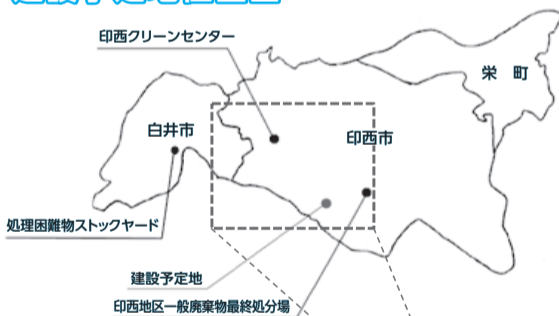 印西クリーンセンター
栄 町
白井市
印西市
処理困難物ストックヤード
建設予定地
印西地区一般廃棄物最終処分場